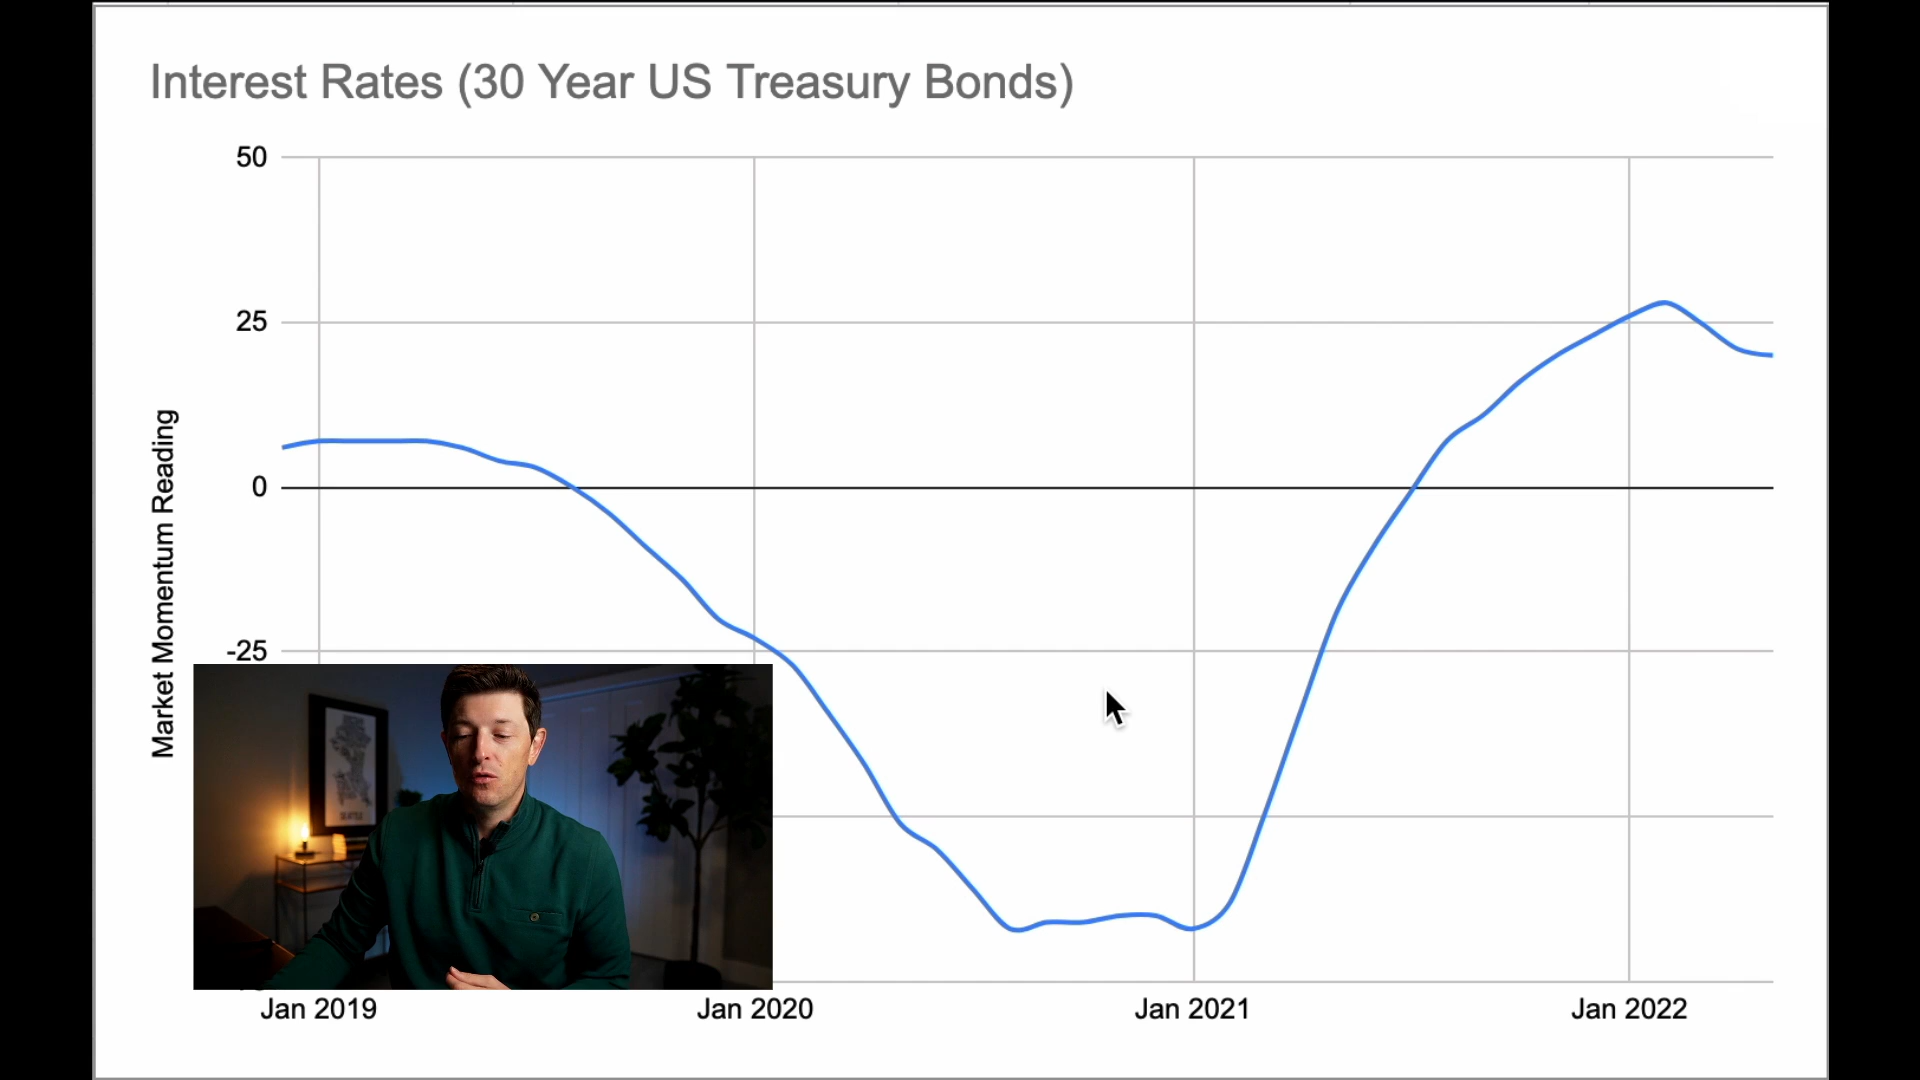 Interest Rates (30 Year US Treasury Bonds)
50
25
0
-25
Market Momentum Reading
SEATTLE
Jan 2019
Jan 2020
Jan 2021
Jan 2022